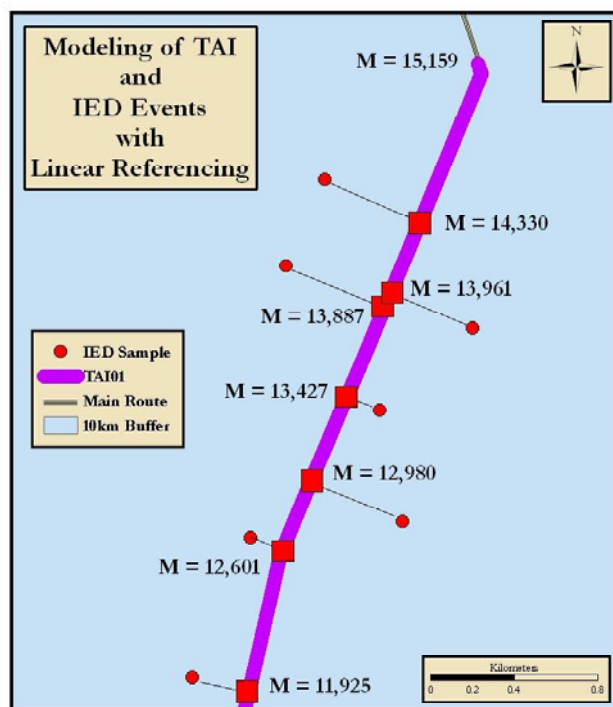 Modeling of TAI
and
IED Events
with
Linear Referencing
N
M = 15,159
M = 14,330
M = 13,961
M = 13,887
M = 13,427
M = 12,980
M = 12,601
M = 11,925
IED Sample
TAI01
Main Route
10km Buffer
Kilometers
0 0.2 0.4 0.8